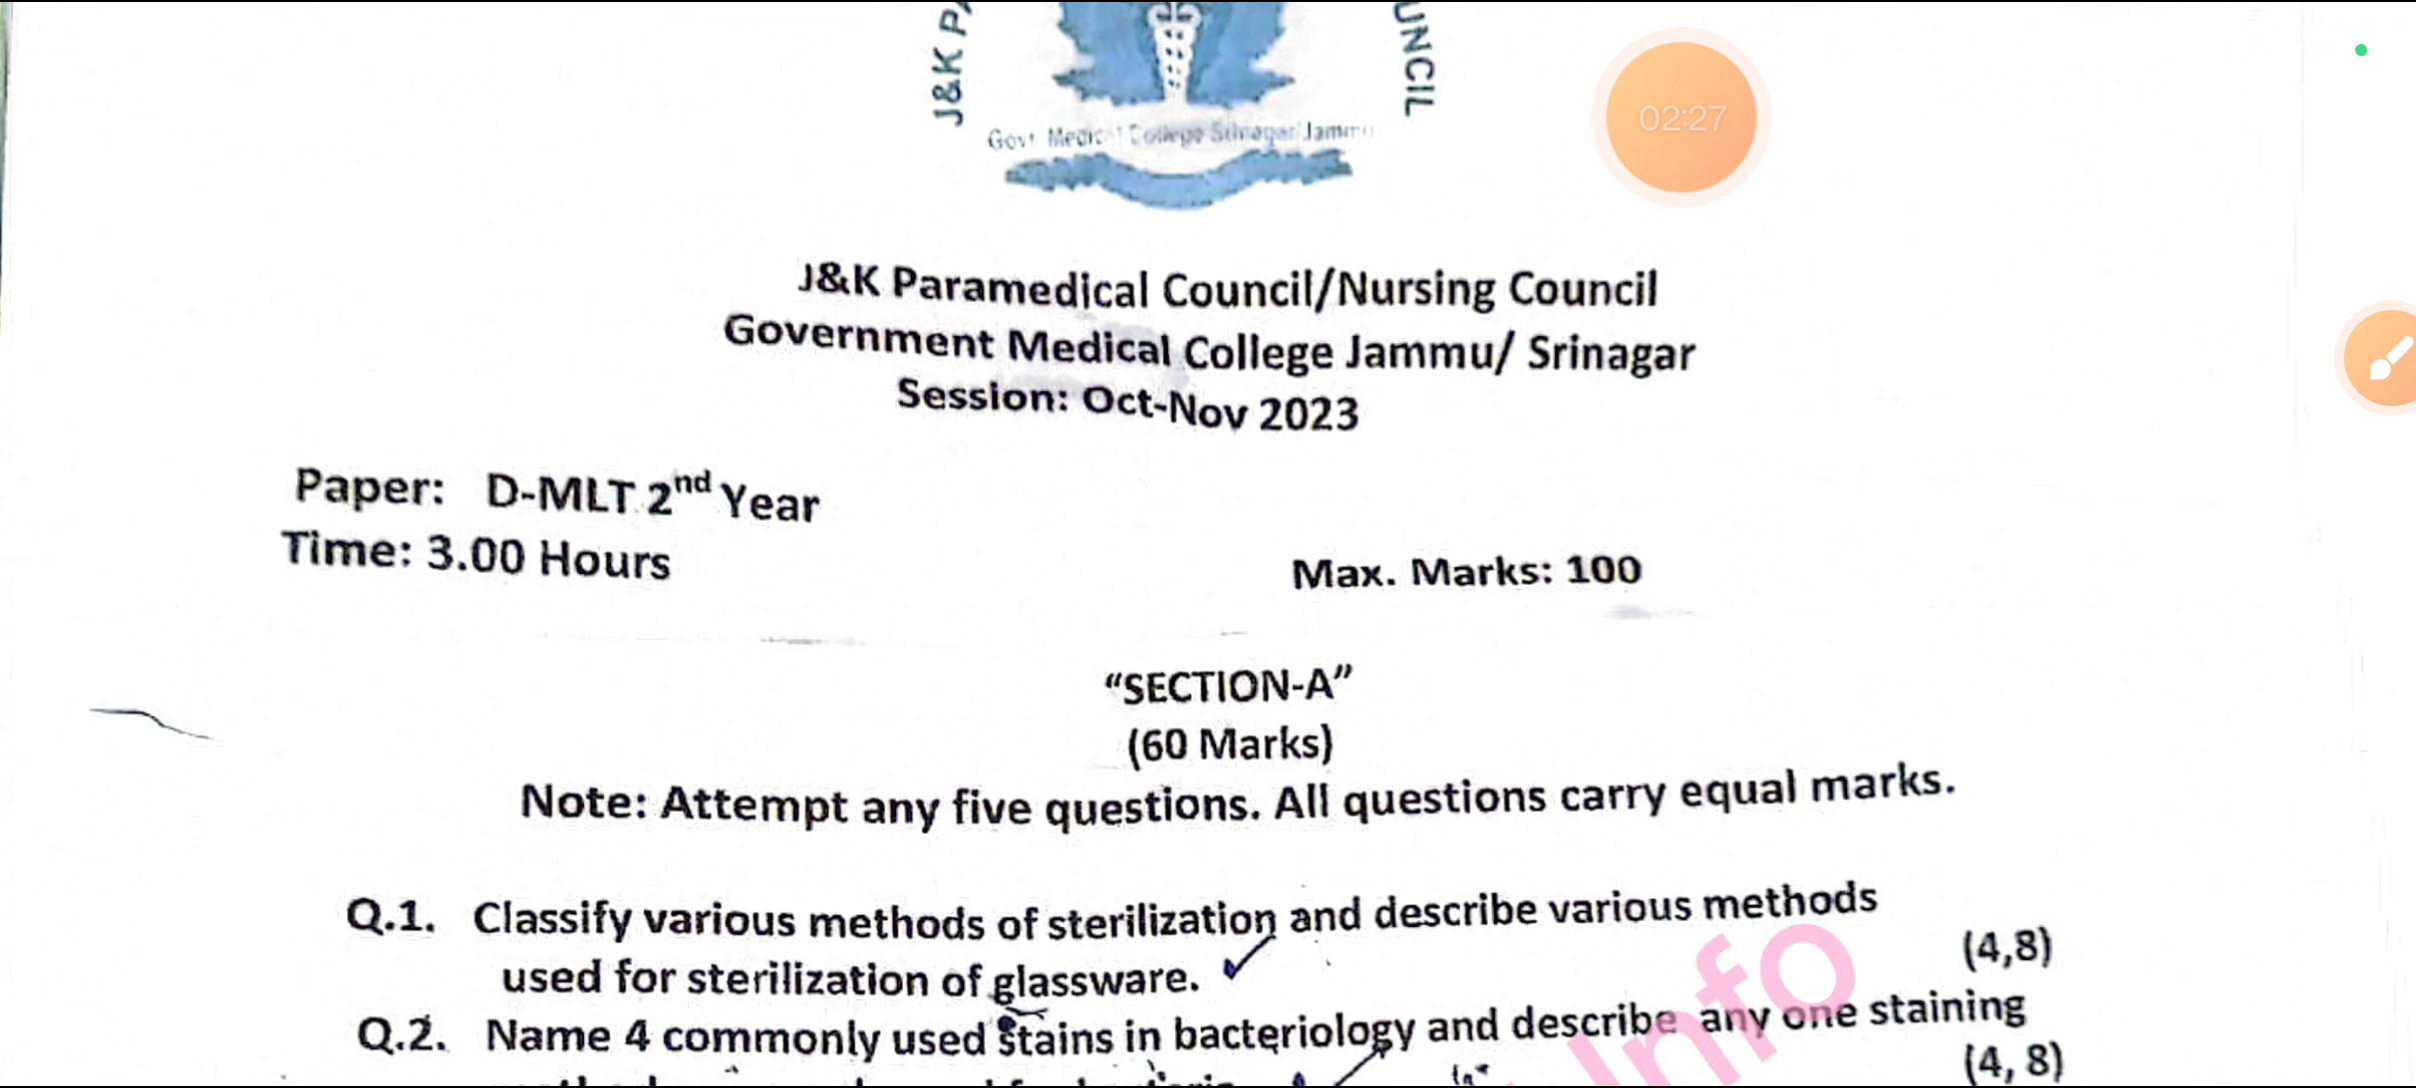 J&K PA
UNCIL
02:27
Govt Medical College Srinagar Jammu
J&K Paramedical Council/Nursing Council
Government Medical College Jammu/ Srinagar
Session: Oct-Nov 2023
Paper: D-MLT 2nd Year
Time: 3.00 Hours
Max. Marks: 100
“SECTION-A”
(60 Marks)
Note: Attempt any five questions. All questions carry equal marks.
Q.1. Classify various methods of sterilization and describe various methods
used for sterilization of glassware.
(4,8)
Q.2. Name 4 commonly used stains in bacteriology and describe any one staining
(4, 8)
Info